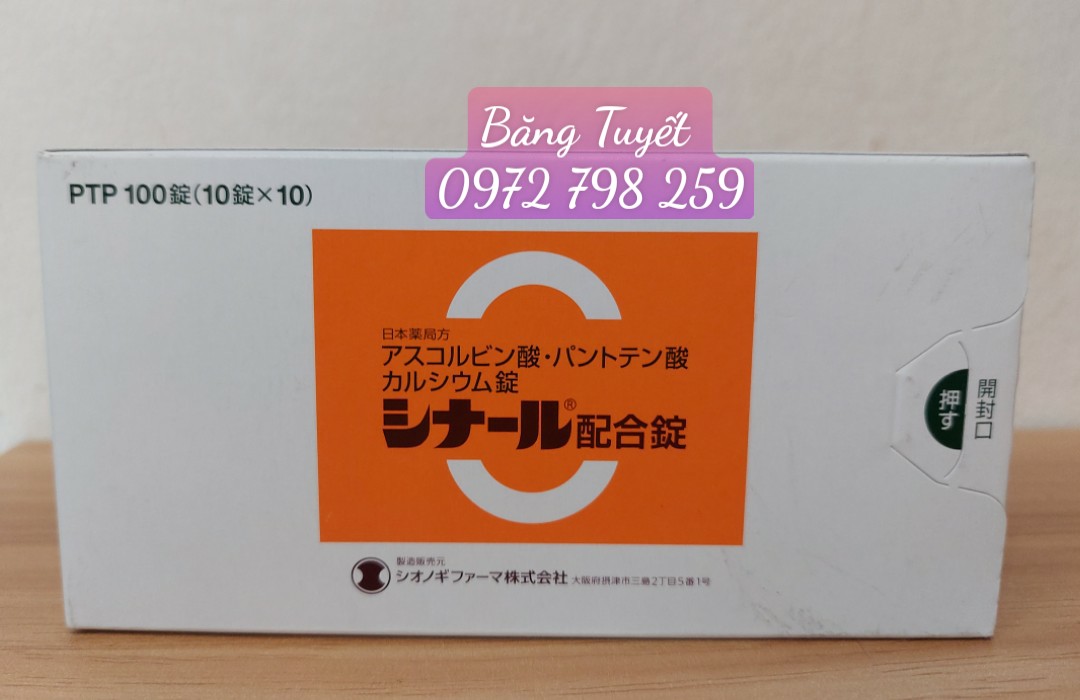 Băng Tuyết
0972 798 259
PTP 100錠(10錠×10)
日本薬局方
アスコルビン酸・パントテン酸
カルシウム錠
シナール®配合錠
開封口
押す
製造販売元
シオノギファーマ株式会社 大阪府摂津市三島2丁目5番1号